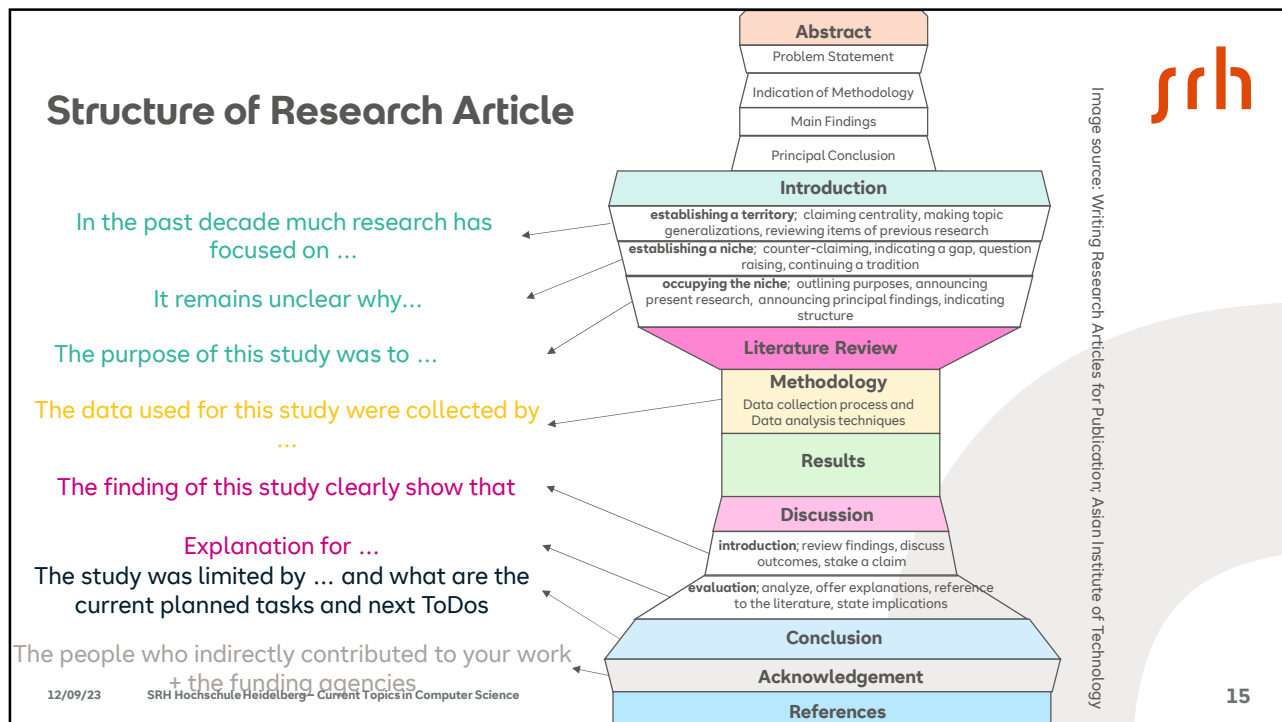 Structure of Research Article
In the past decade much research has
focused on ...
It remains unclear why...
The purpose of this study was to ...
The data used for this study were collected by
...
The finding of this study clearly show that
Explanation for ...
The study was limited by ... and what are the
current planned tasks and next ToDos
The people who indirectly contributed to your work
+ the funding agencies
Abstract
Problem Statement
Indication of Methodology
Main Findings
Principal Conclusion
Introduction
establishing a territory; claiming centrality, making topic
generalizations, reviewing items of previous research
establishing a niche; counter-claiming, indicating a gap, question
raising, continuing a tradition
occupying the niche; outlining purposes, announcing
present research, announcing principal findings, indicating
structure
Literature Review
Methodology
Data collection process and
Data analysis techniques
Results
Discussion
introduction; review findings, discuss
outcomes, stake a claim
evaluation; analyze, offer explanations, reference
to the literature, state implications
Conclusion
Acknowledgement
References
srh
Image source: Writing Research Articles for Publication; Asian Institute of Technology
12/09/23 SRH Hochschule Heidelberg – Current Topics in Computer Science
15